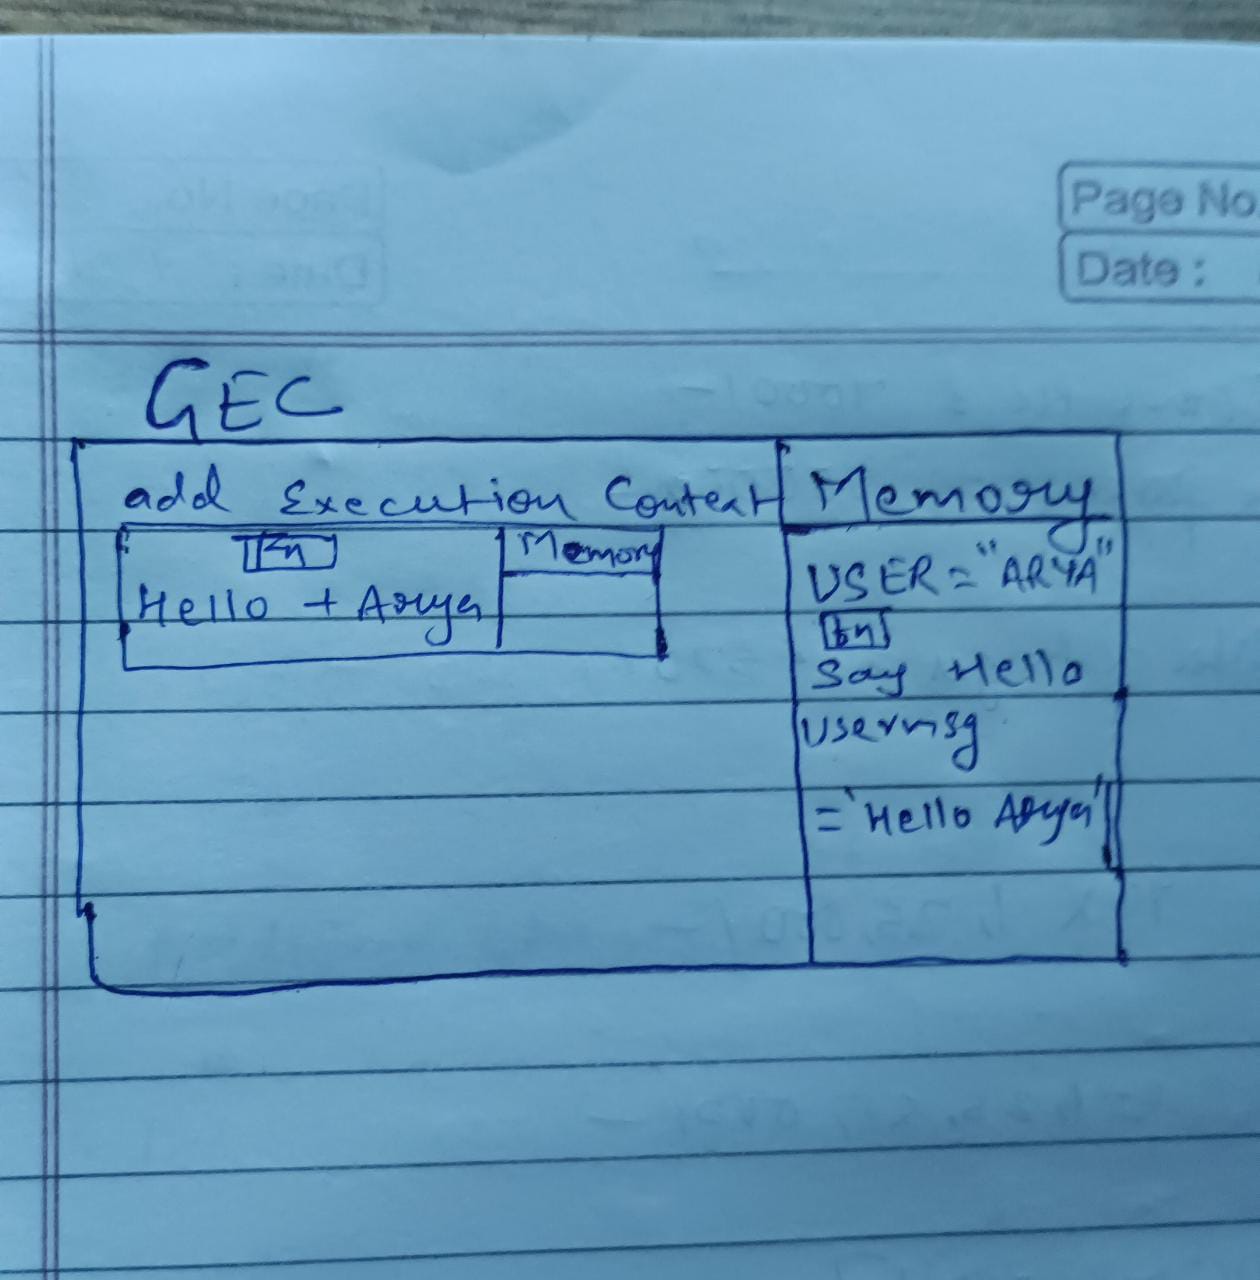 Page No
Date :
GEC
add Execution Context
Memory
Fn
Memory
Hello + Arya
USER = "ARYA"
fn
Say Hello
usermsg
= 'Hello Arya'